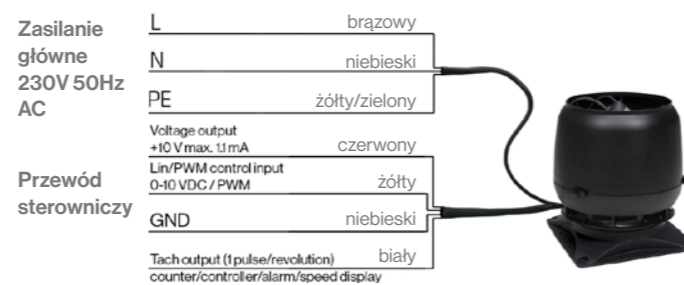 Zasilanie
główne
230V 50Hz
AC
L brązowy
N niebieski
PE żółty/zielony
Przewód
sterowniczy
Voltage output
+10 V max. 1.1 mA czerwony
Lin/PWM control input
0-10 VDC / PWM żółty
GND niebieski
Tach output (1 pulse/revolution) biały
counter/controller/alarm/speed display